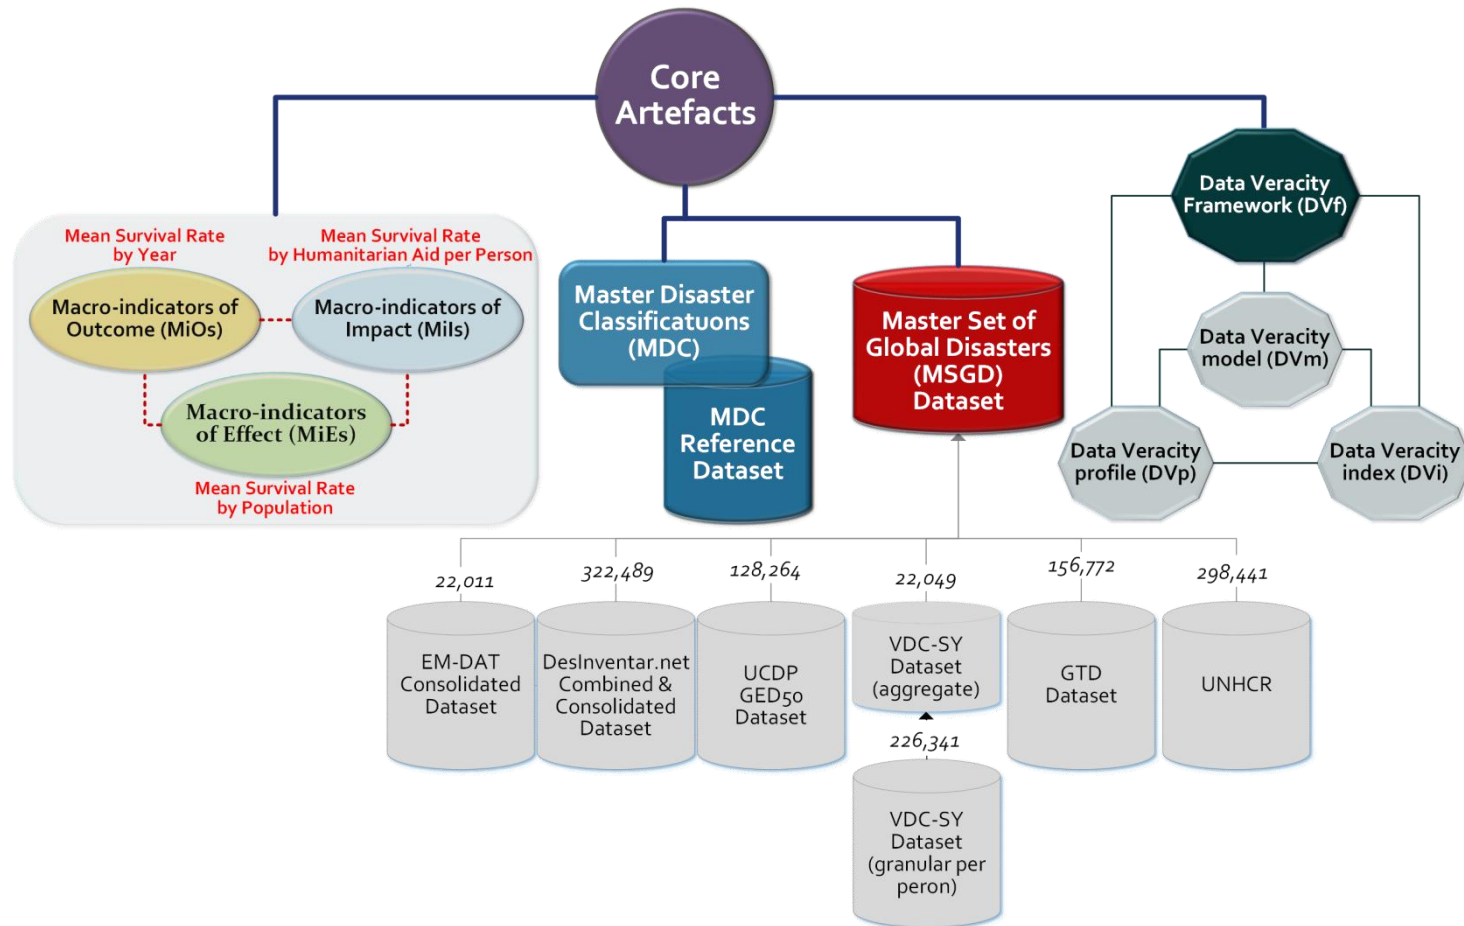 Core
Artefacts
Mean Survival Rate
by Year
Mean Survival Rate
by Humanitarian Aid per Person
Macro-indicators of
Outcome (MiOs)
Macro-indicators of
Impact (MiIs)
Macro-indicators
of Effect (MiEs)
Mean Survival Rate
by Population
Master Disaster
Classificatuons
(MDC)
MDC
Reference
Dataset
Master Set of
Global Disasters
(MSGD)
Dataset
Data Veracity
Framework (DVf)
Data Veracity
model (DVm)
Data Veracity
profile (DVp)
Data Veracity
index (DVi)
22,011
322,489
128,264
22,049
156,772
298,441
EM-DAT
Consolidated
Dataset
DesInventar.net
Combined &
Consolidated
Dataset
UCDP
GED50
Dataset
VDC-SY
Dataset
(aggregate)
GTD
Dataset
UNHCR
226,341
VDC-SY
Dataset
(granular per
peron)